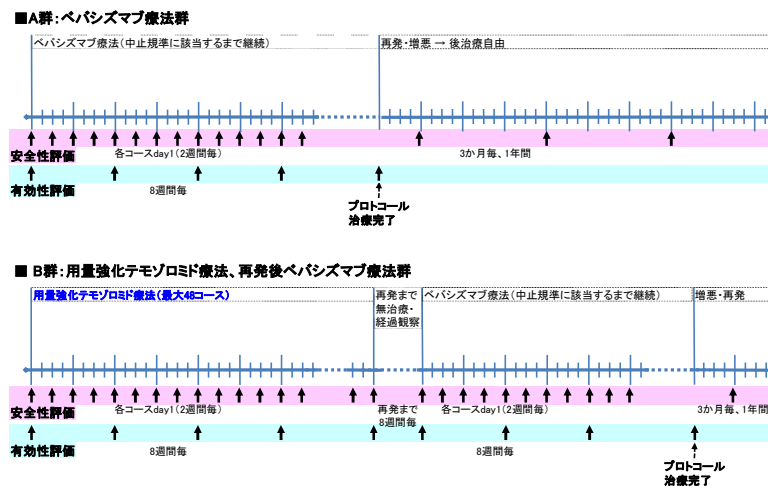 ■A群：ベバシズマブ療法群
ベバシズマブ療法（中止規準に該当するまで継続）
再発・増悪 → 後治療自由
安全性評価
各コースday1（2週間毎）
3か月毎、1年間
有効性評価
8週間毎
プロトコール
治療完了
■ B群：用量強化テモゾロミド療法、再発後ベバシズマブ療法群
用量強化テモゾロミド療法（最大48コース）
再発まで
無治療・
経過観察
ベバシズマブ療法（中止規準に該当するまで継続）
増悪・再発
安全性評価
各コースday1（2週間毎）
再発まで
8週間毎
各コースday1（2週間毎）
3か月毎、1年間
有効性評価
8週間毎
8週間毎
プロトコール
治療完了